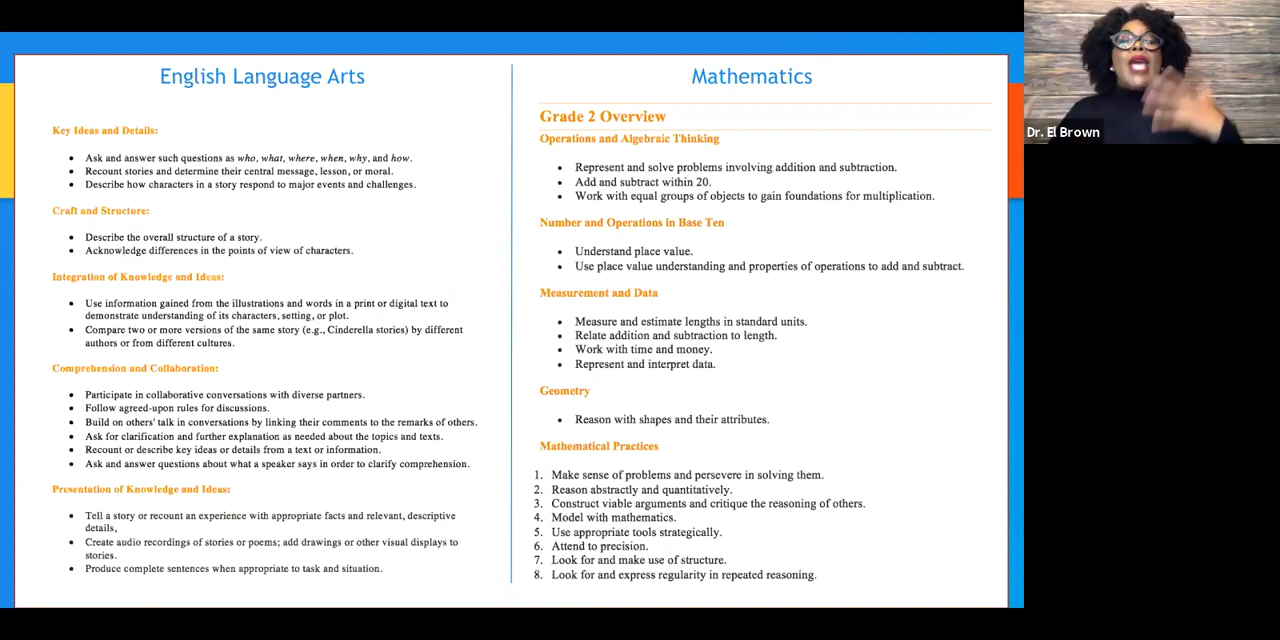 English Language Arts
Key Ideas and Details:
• Ask and answer such questions as who, what, where, when, why, and how.
• Recount stories and determine their central message, lesson, or moral.
• Describe how characters in a story respond to major events and challenges.
Craft and Structure:
• Describe the overall structure of a story.
• Acknowledge differences in the points of view of characters.
Integration of Knowledge and Ideas:
• Use information gained from the illustrations and words in a print or digital text to
demonstrate understanding of its characters, setting, or plot.
• Compare two or more versions of the same story (e.g., Cinderella stories) by different
authors or from different cultures.
Comprehension and Collaboration:
• Participate in collaborative conversations with diverse partners.
• Follow agreed-upon rules for discussions.
• Build on others' talk in conversations by linking their comments to the remarks of others.
• Ask for clarification and further explanation as needed about the topics and texts.
• Recount or describe key ideas or details from a text or information.
• Ask and answer questions about what a speaker says in order to clarify comprehension.
Presentation of Knowledge and Ideas:
• Tell a story or recount an experience with appropriate facts and relevant, descriptive
details,
• Create audio recordings of stories or poems; add drawings or other visual displays to
stories.
• Produce complete sentences when appropriate to task and situation.
Mathematics
Grade 2 Overview
Operations and Algebraic Thinking
• Represent and solve problems involving addition and subtraction.
• Add and subtract within 20.
• Work with equal groups of objects to gain foundations for multiplication.
Number and Operations in Base Ten
• Understand place value.
• Use place value understanding and properties of operations to add and subtract.
Measurement and Data
• Measure and estimate lengths in standard units.
• Relate addition and subtraction to length.
• Work with time and money.
• Represent and interpret data.
Geometry
• Reason with shapes and their attributes.
Mathematical Practices
1. Make sense of problems and persevere in solving them.
2. Reason abstractly and quantitatively.
3. Construct viable arguments and critique the reasoning of others.
4. Model with mathematics.
5. Use appropriate tools strategically.
6. Attend to precision.
7. Look for and make use of structure.
8. Look for and express regularity in repeated reasoning.
Dr. El Brown